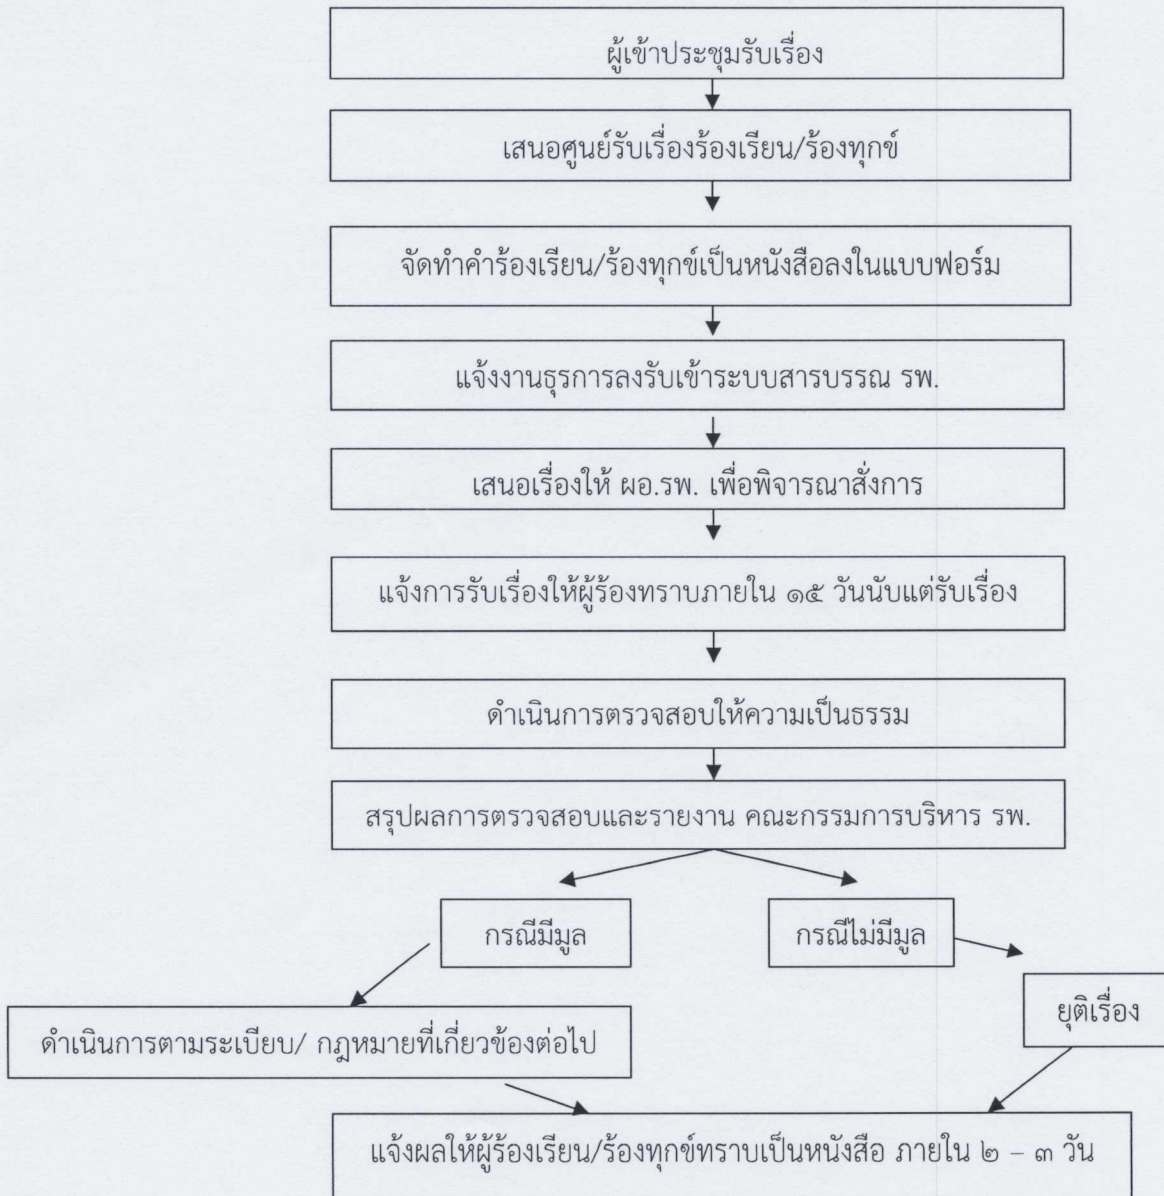 ผู้เข้าประชุมรับเรื่อง
เสนอศูนย์รับเรื่องร้องเรียน/ร้องทุกข์
จัดทำคำร้องเรียน/ร้องทุกข์เป็นหนังสือลงในแบบฟอร์ม
แจ้งงานธุรการลงรับเข้าระบบสารบรรณ รพ.
เสนอเรื่องให้ ผอ.รพ. เพื่อพิจารณาสั่งการ
แจ้งการรับเรื่องให้ผู้ร้องทราบภายใน ๑๕ วันนับแต่รับเรื่อง
ดำเนินการตรวจสอบให้ความเป็นธรรม
สรุปผลการตรวจสอบและรายงาน คณะกรรมการบริหาร รพ.
กรณีมีมูล
กรณีไม่มีมูล
ยุติเรื่อง
ดำเนินการตามระเบียบ/ กฎหมายที่เกี่ยวข้องต่อไป
แจ้งผลให้ผู้ร้องเรียน/ร้องทุกข์ทราบเป็นหนังสือ ภายใน ๒ – ๓ วัน